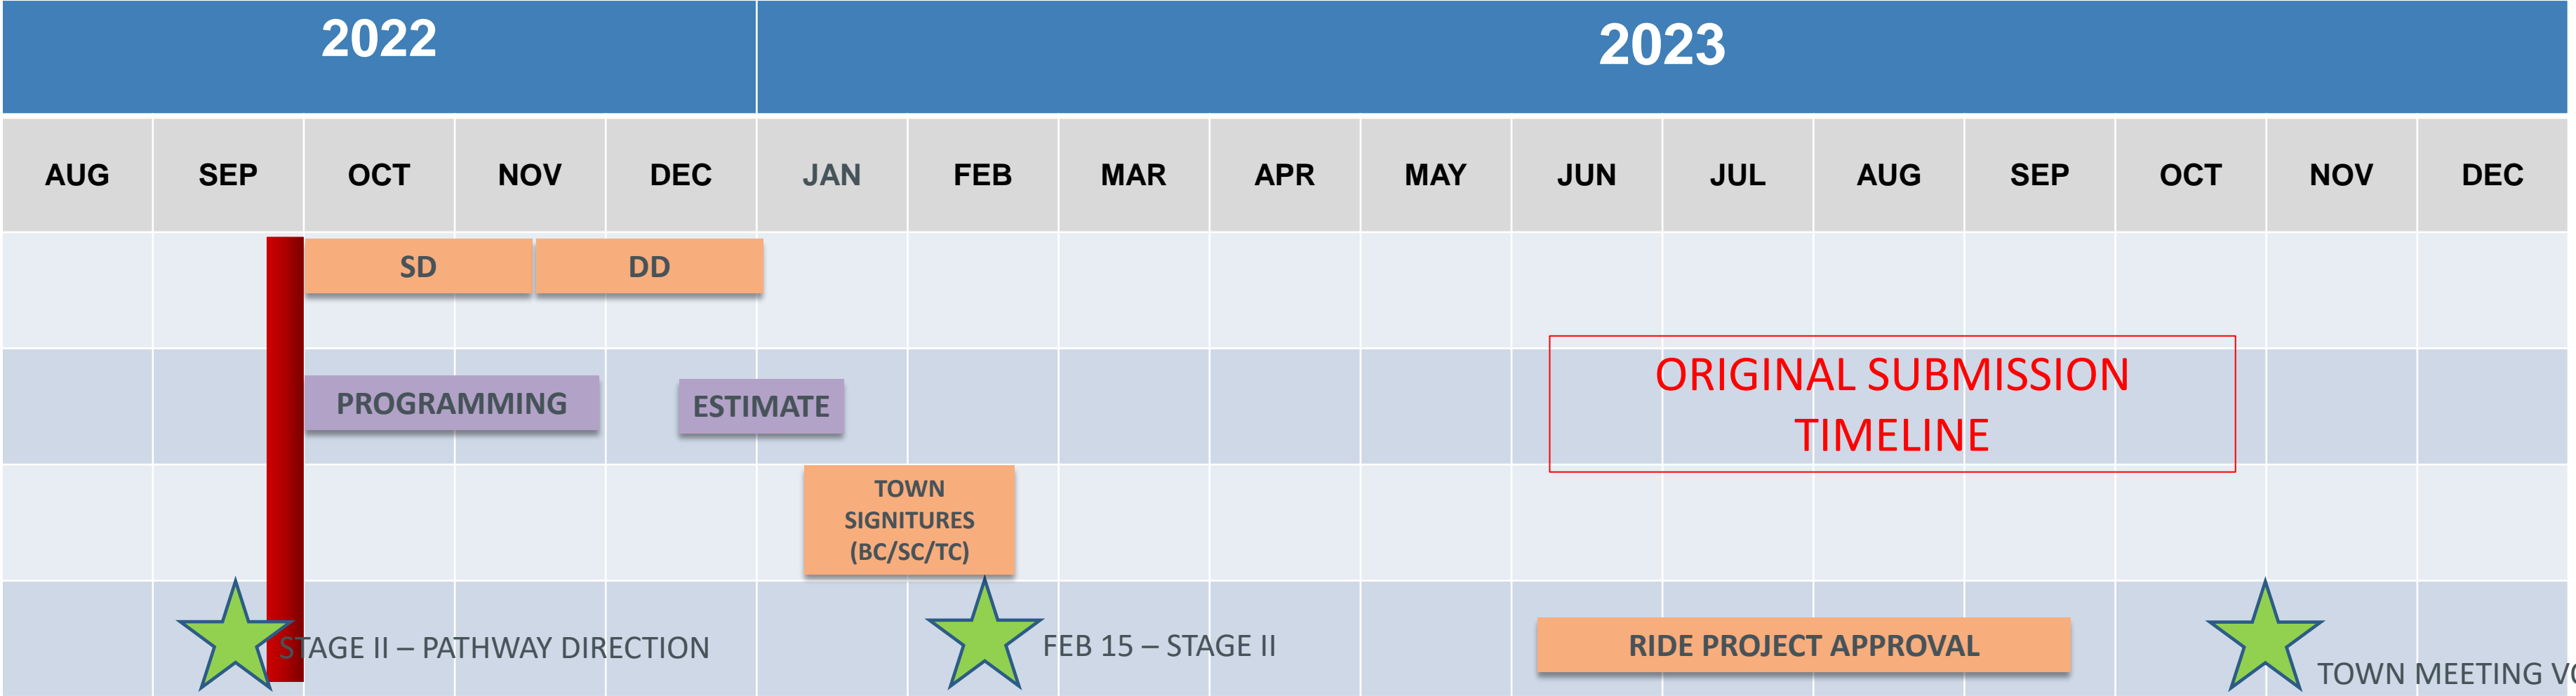 2022
2023
AUG SEP OCT NOV DEC JAN FEB MAR APR MAY JUN JUL AUG SEP OCT NOV DEC
SD DD
PROGRAMMING ESTIMATE
ORIGINAL SUBMISSION
TIMELINE
TOWN
SIGNITURES
(BC/SC/TC)
STAGE II – PATHWAY DIRECTION
FEB 15 – STAGE II
RIDE PROJECT APPROVAL
TOWN MEETING